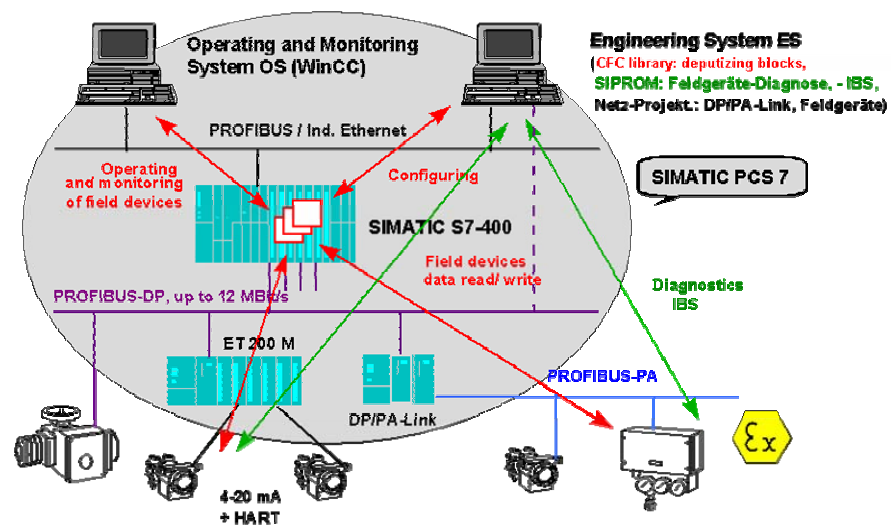 Operating and Monitoring
System OS (WinCC)
Engineering System ES
(CFC library: deputizing blocks,
SIPROM: Feldgeräte-Diagnose, - IBS,
Netz-Projekt.: DP/PA-Link, Feldgeräte)
PROFIBUS / Ind. Ethernet
Operating
and monitoring
of field devices
Configuring
SIMATIC PCS 7
SIMATIC S7-400
Field devices
data read/ write
Diagnostics
IBS
PROFIBUS-DP, up to 12 MBit/s
ET200 M
PROFIBUS-PA
DP/PA-Link
Ex
4-20 mA
+ HART